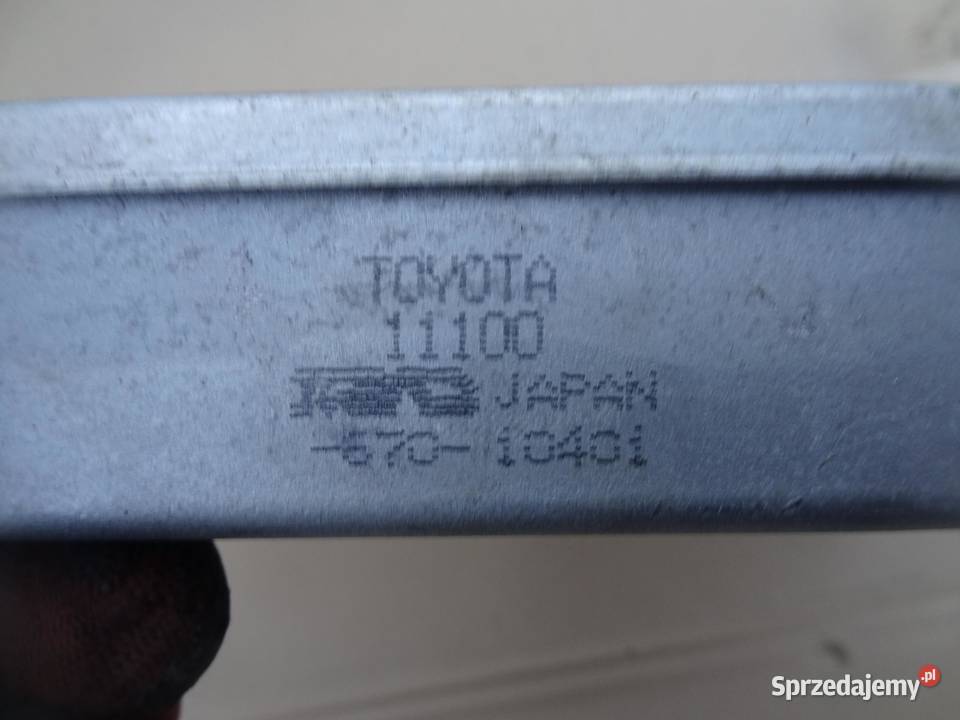 TOYOTA
11100
JAPAN
-670-10401
Sprzedajemy.pl